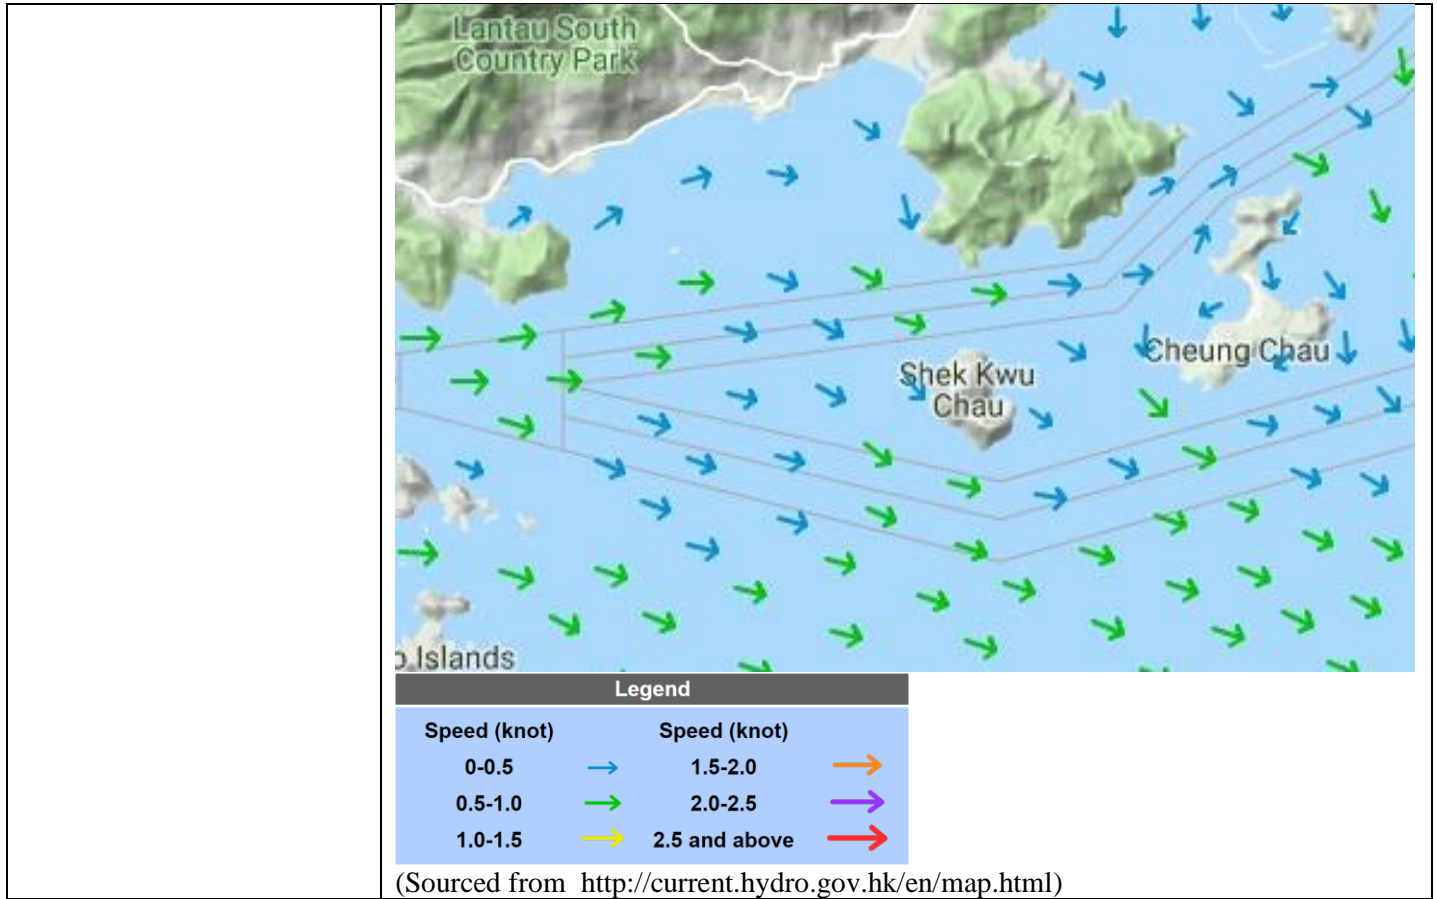 Lantau South
Country Park
Cheung Chau
Shek Kwu
Chau
o Islands
Legend
Speed (knot) Speed (knot)
0-0.5 1.5-2.0
0.5-1.0 2.0-2.5
1.0-1.5 2.5 and above
(Sourced from http://current.hydro.gov.hk/en/map.html)